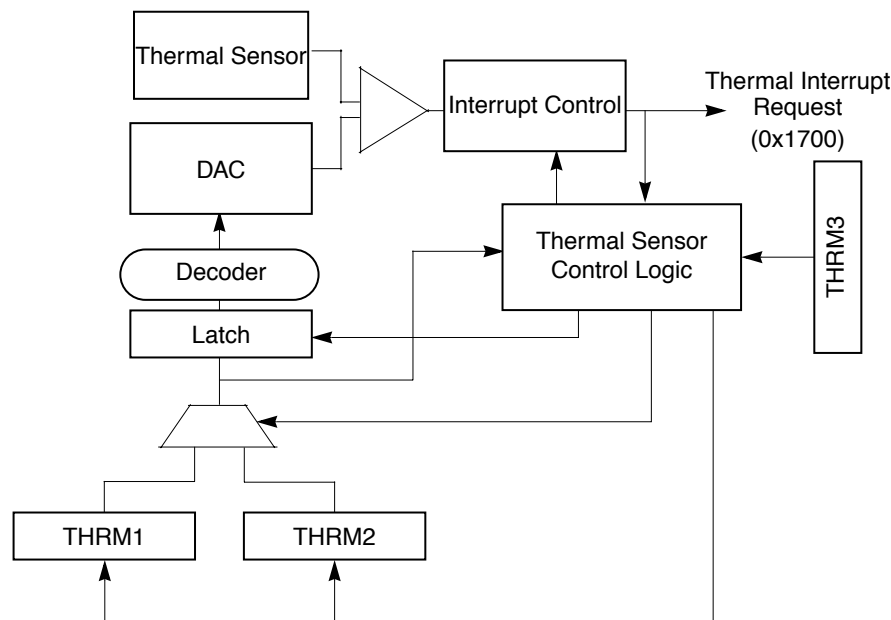 Thermal Sensor
Interrupt Control
Thermal Interrupt
Request
(0x1700)
DAC
Thermal Sensor
Control Logic
THRM3
Decoder
Latch
THRM1
THRM2